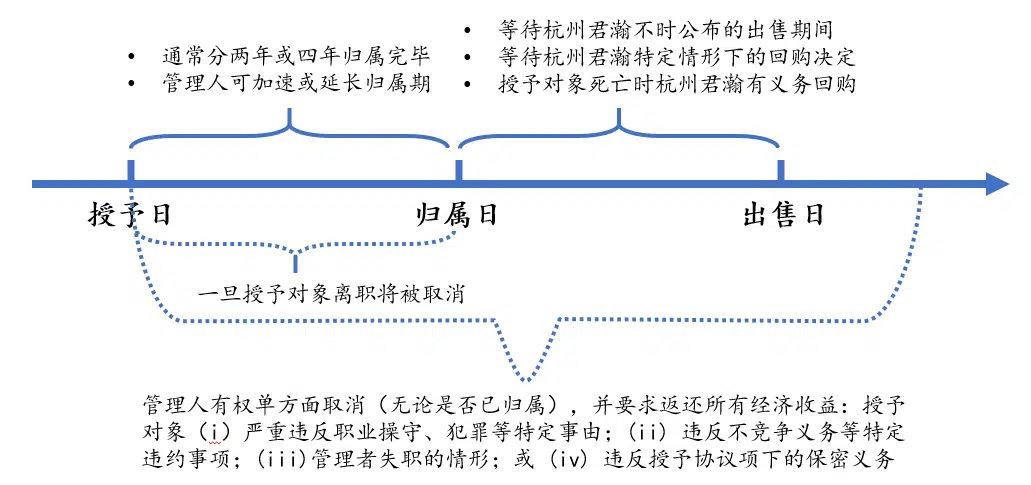 • 通常分两年或四年归属完毕
• 管理人可加速或延长归属期
• 等待杭州君瀚不时公布的出售期间
• 等待杭州君瀚特定情形下的回购决定
• 授予对象死亡时杭州君瀚有义务回购
授予日
归属日
出售日
一旦授予对象离职将被取消
管理人有权单方面取消（无论是否已归属），并要求返还所有经济收益：授予
对象（i）严重违反职业操守、犯罪等特定事由；(ii) 违反不竞争义务等特定
违约事项；(iii)管理者失职的情形；或 (iv) 违反授予协议项下的保密义务